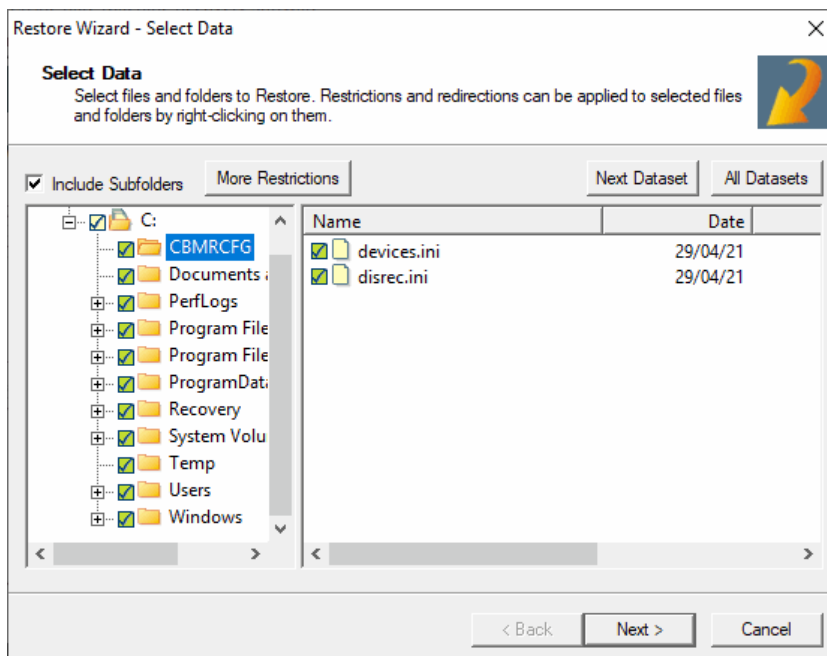 Restore Wizard - Select Data
Select Data
Select files and folders to Restore. Restrictions and redirections can be applied to selected files
and folders by right-clicking on them.
Include Subfolders
More Restrictions
Next Dataset
All Datasets
C:
CBMRCFG
Documents
PerfLogs
Program File
Program File
ProgramDat
Recovery
System Volu
Temp
Users
Windows
Name
Date
devices.ini
29/04/21
disrec.ini
29/04/21
< Back
Next >
Cancel